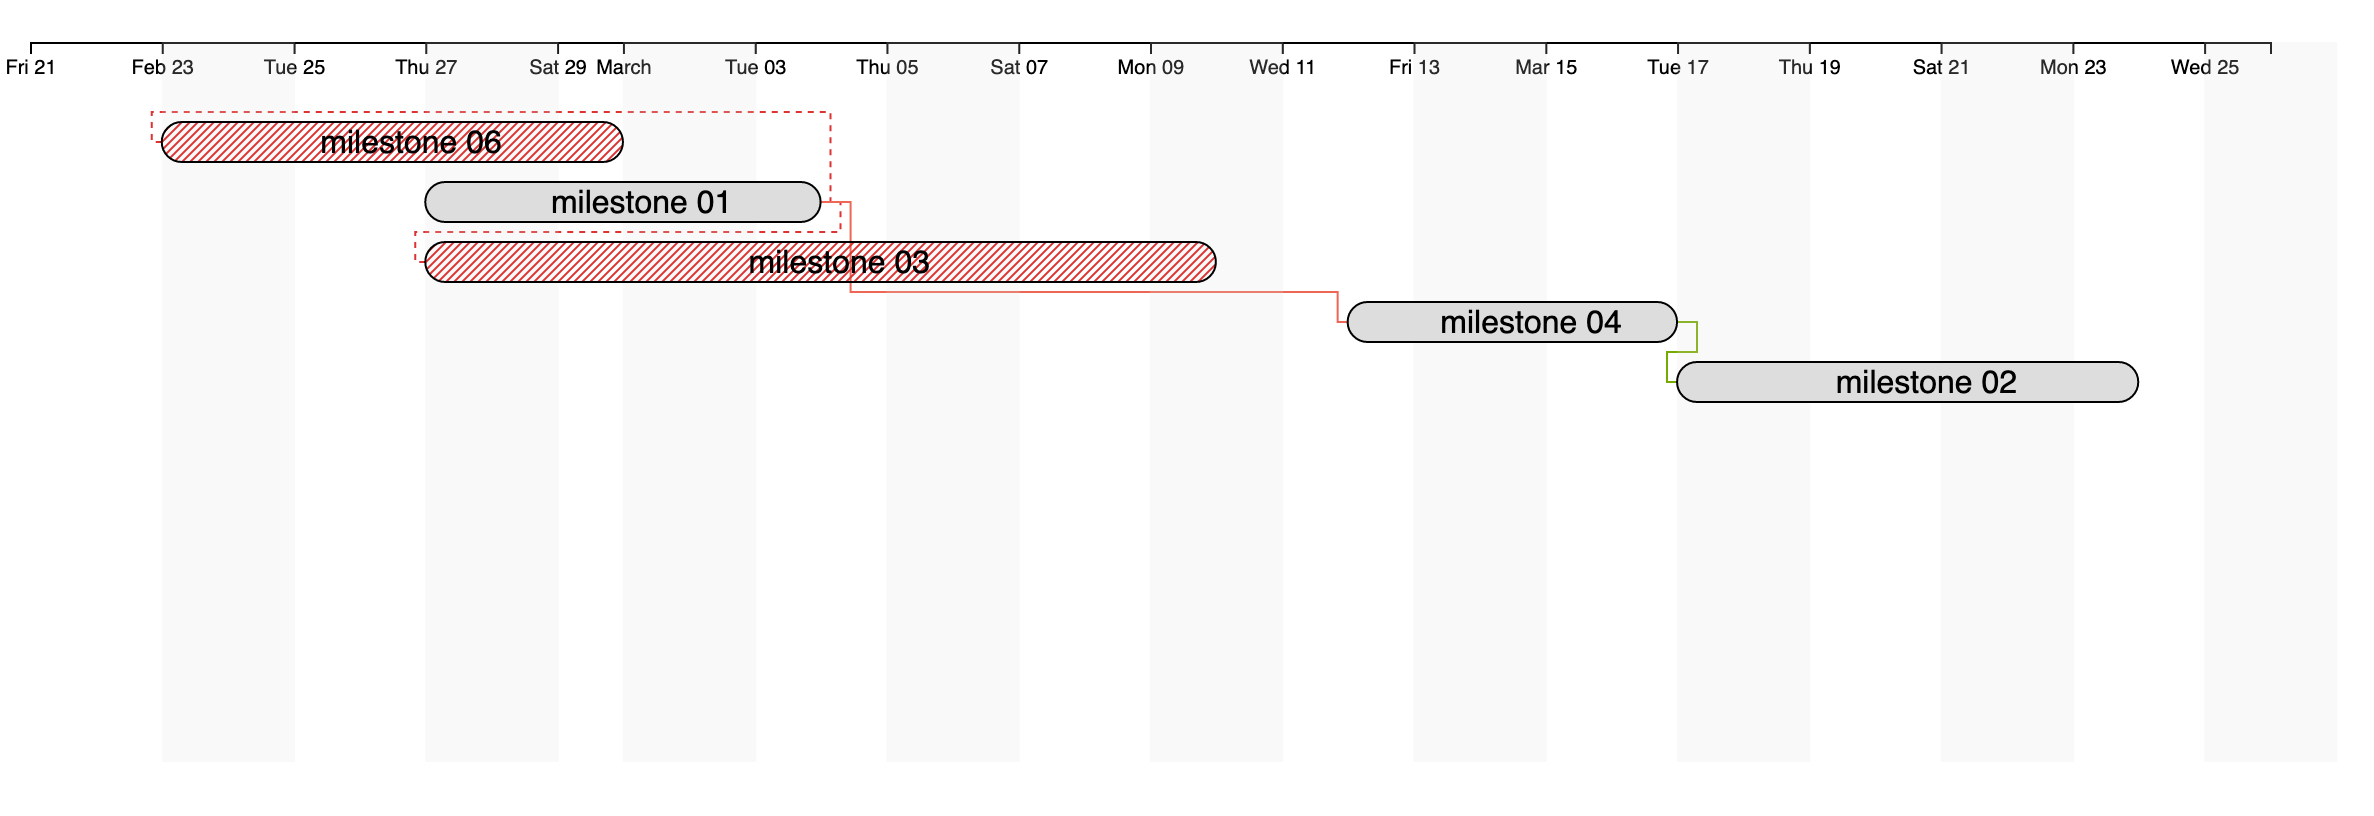 Fri 21 Feb 23 Tue 25 Thu 27 Sat 29 March Tue 03 Thu 05 Sat 07 Mon 09 Wed 11 Fri 13 Mar 15 Tue 17 Thu 19 Sat 21 Mon 23 Wed 25
milestone 06
milestone 01
milestone 03
milestone 04
milestone 02